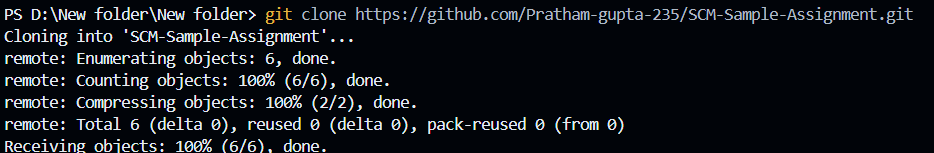 PS D:\New folder\New folder> git clone https://github.com/Pratham-gupta-235/SCM-Sample-Assignment.git
Cloning into 'SCM-Sample-Assignment'...
remote: Enumerating objects: 6, done.
remote: Counting objects: 100% (6/6), done.
remote: Compressing objects: 100% (2/2), done.
remote: Total 6 (delta 0), reused 0 (delta 0), pack-reused 0 (from 0)
Receiving objects: 100% (6/6), done.